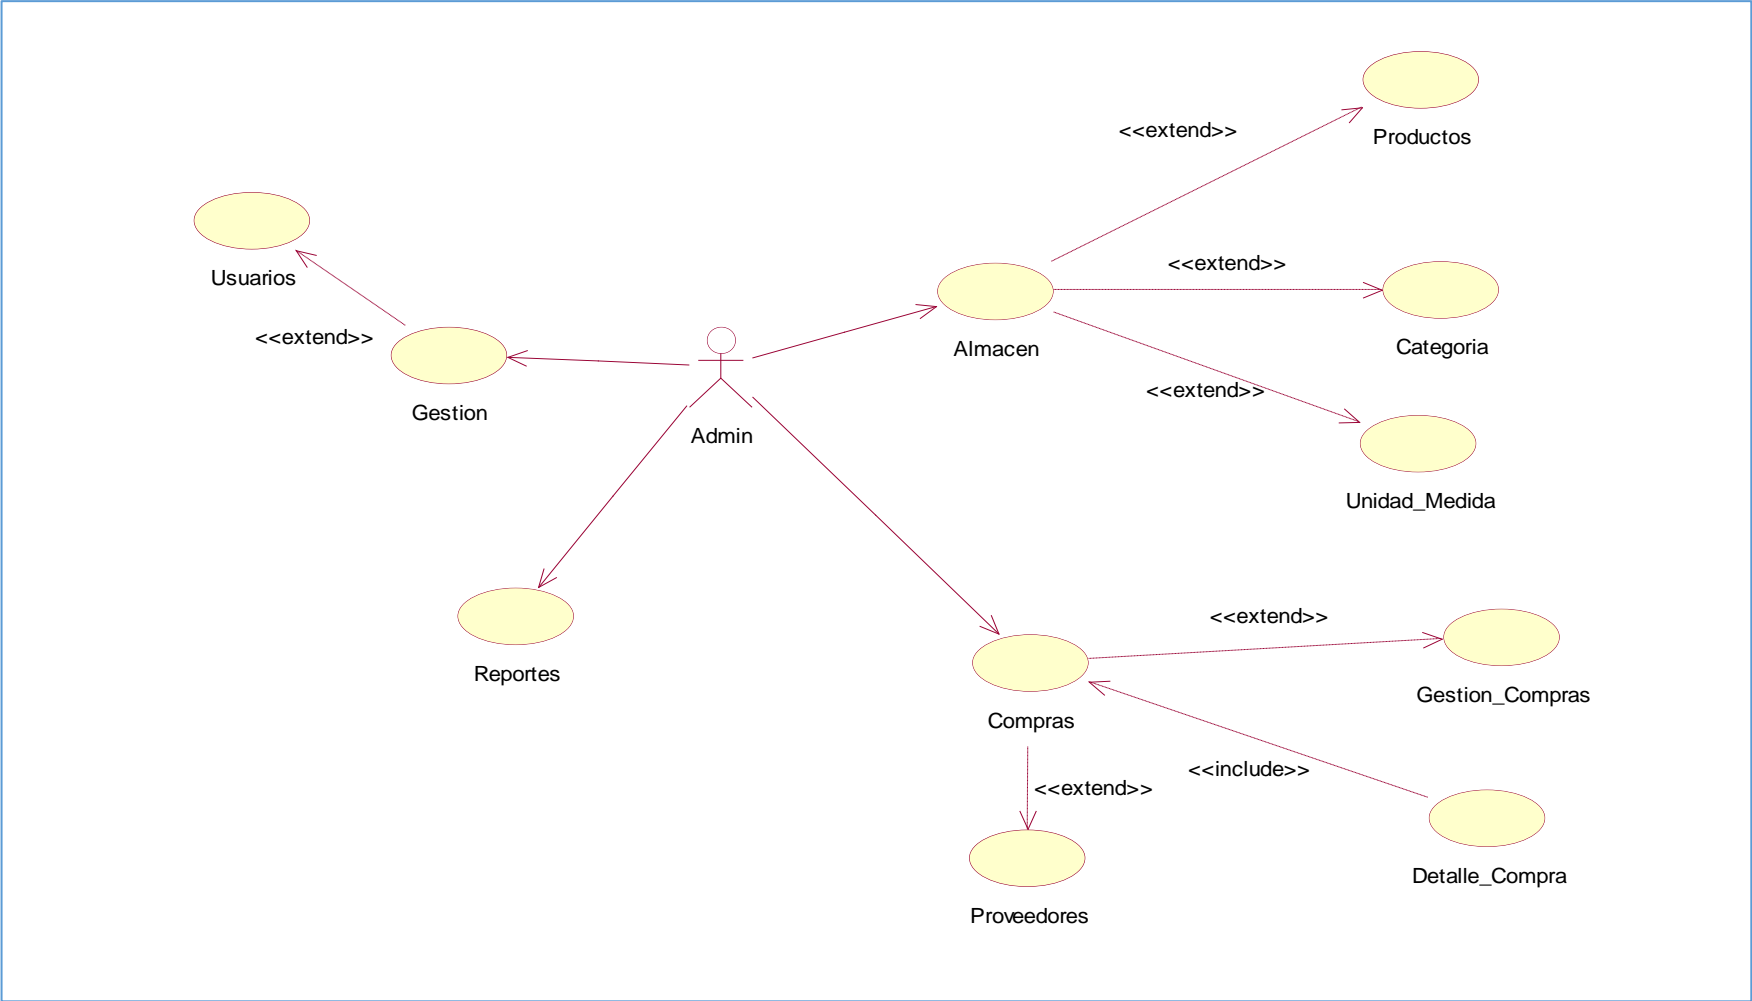 <<extend>>
Productos
<<extend>>
Usuarios
<<extend>>
Categoria
Almacen
<<extend>>
Gestion
Admin
Unidad_Medida
<<extend>>
Reportes
Gestion_Compras
Compras
<<include>>
<<extend>>
Detalle_Compra
Proveedores